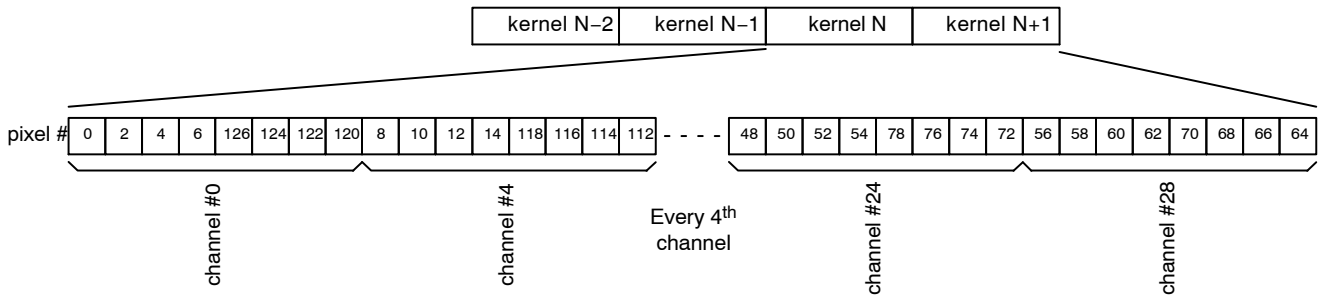 kernel N−2 kernel N−1 kernel N kernel N+1
pixel # 0 2 4 6 126 124 122 120 8 10 12 14 118 116 114 112 - - - - 48 50 52 54 78 76 74 72 56 58 60 62 70 68 66 64
channel #0
channel #4
Every 4th
channel
channel #24
channel #28